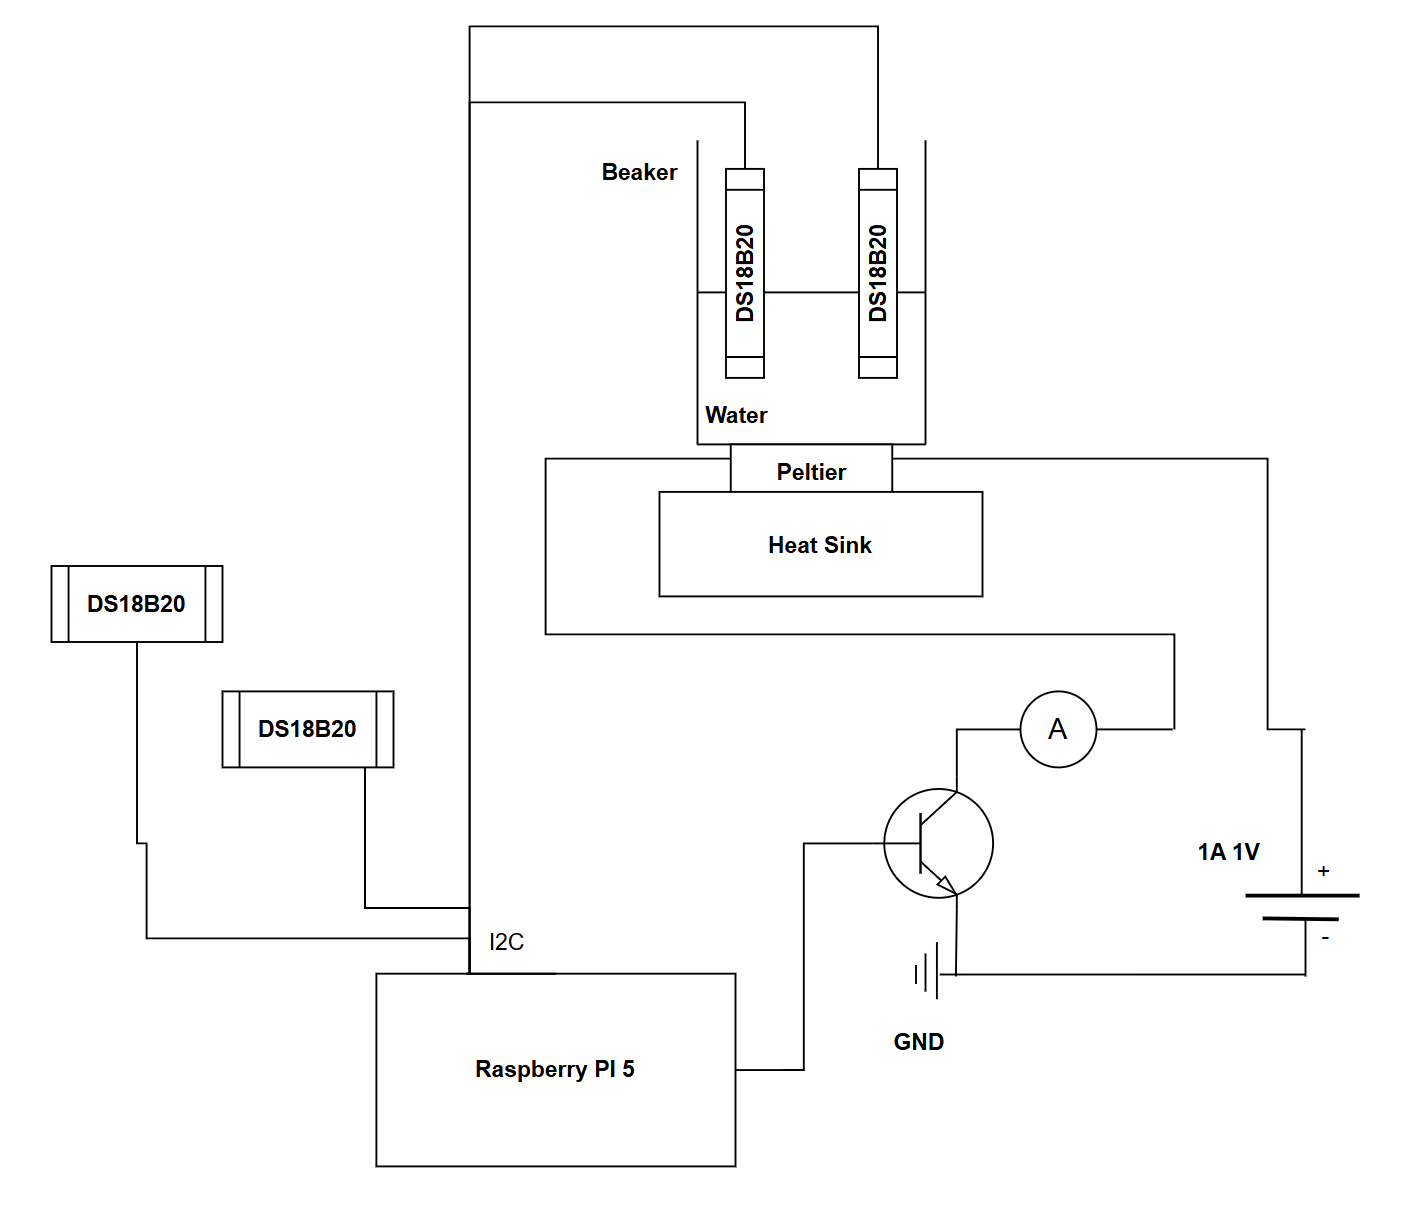 Beaker
DS18B20
DS18B20
Water
Peltier
Heat Sink
DS18B20
DS18B20
A
1A 1V
+
-
I2C
GND
Raspberry PI 5